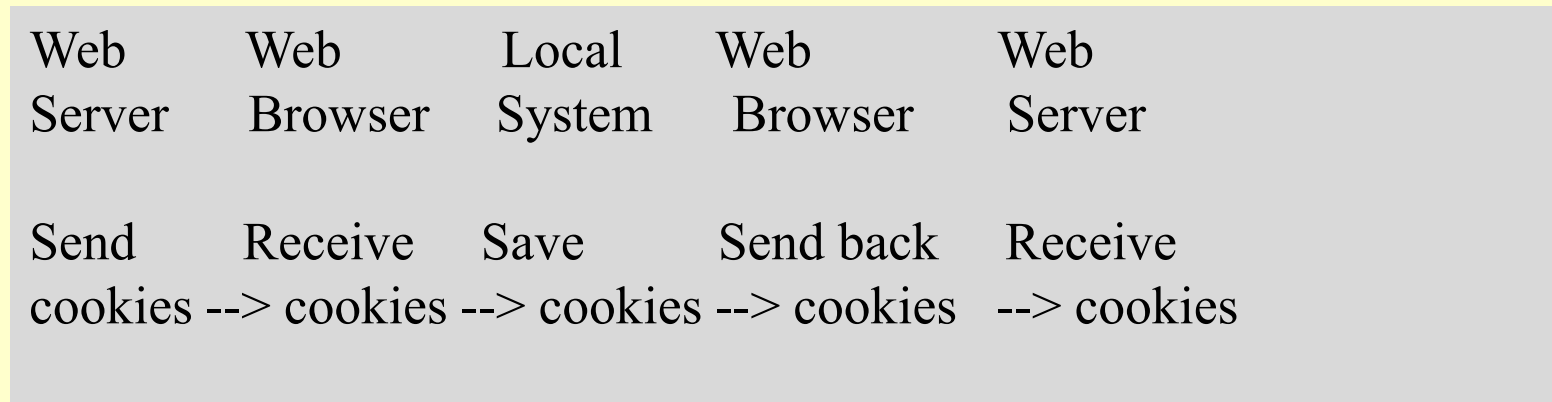 Web Web Local Web Web
Server Browser System Browser Server
Send Receive Save Send back Receive
cookies --> cookies --> cookies --> cookies --> cookies